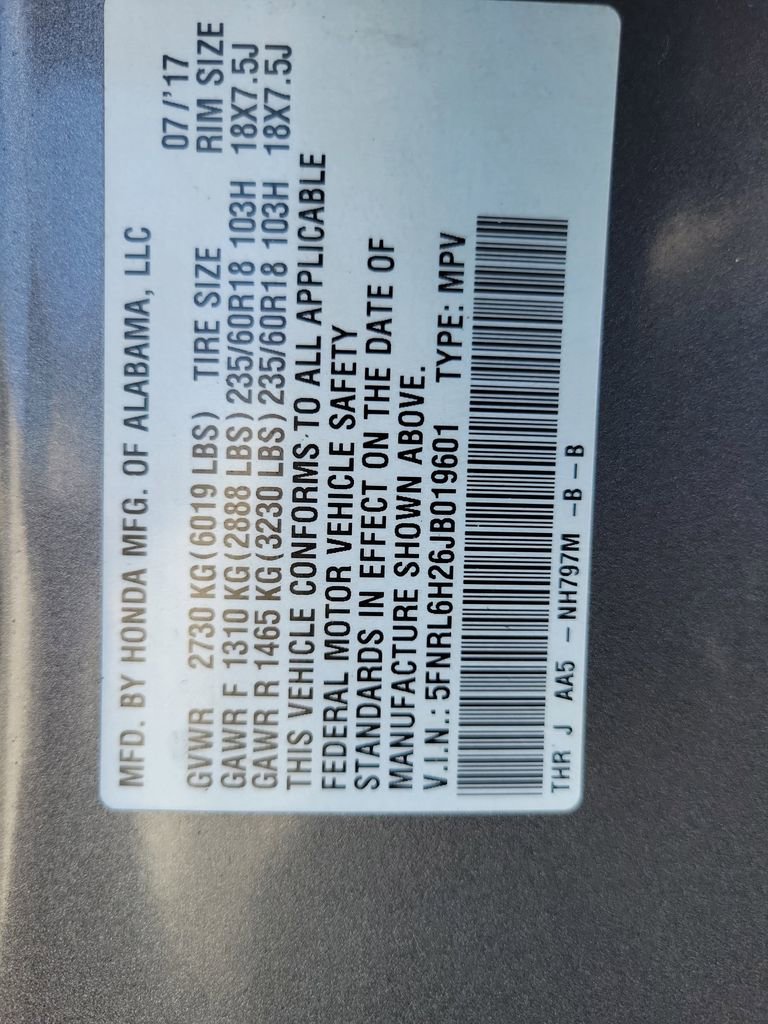 MFD. BY HONDA MFG. OF ALABAMA, LLC
07/'17
GVWR 2730 KG(6019 LBS) TIRE SIZE RIM SIZE
GAWR F 1310 KG(2888 LBS)235/60R18 103H 18X7.5J
GAWR R 1465 KG(3230 LBS)235/60R18 103H 18X7.5J
THIS VEHICLE CONFORMS TO ALL APPLICABLE
FEDERAL MOTOR VEHICLE SAFETY
STANDARDS IN EFFECT ON THE DATE OF
MANUFACTURE SHOWN ABOVE.
V.I.N.: 5FNRL6H26JB019601 TYPE: MPV
THR J AA5 - NH797M -B-B